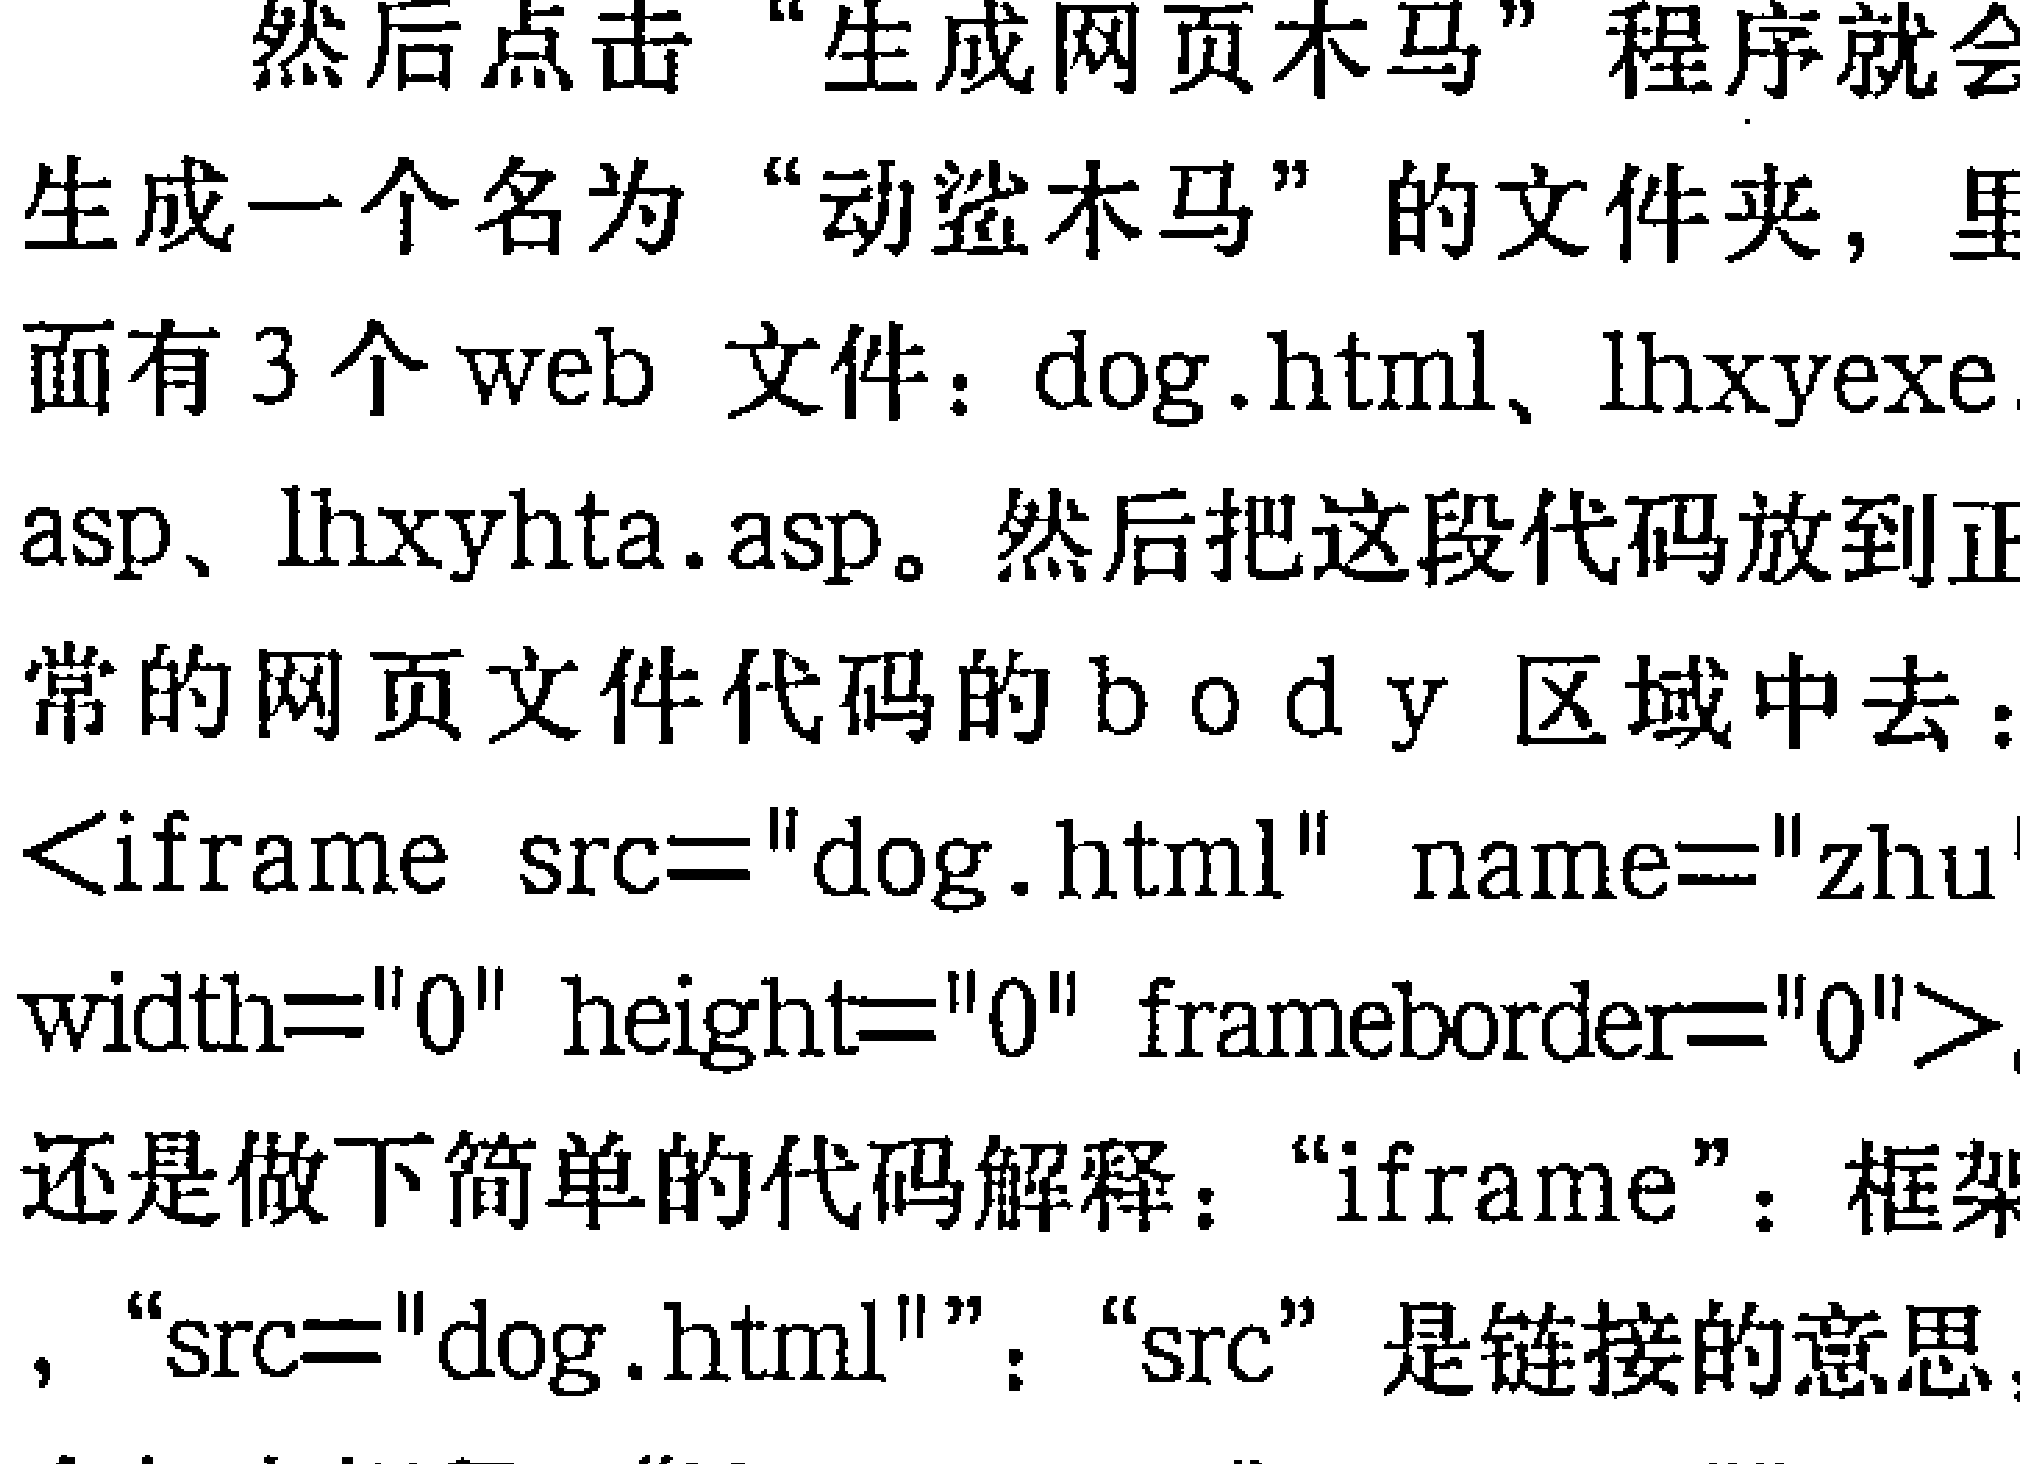 然后点击“生成网页木马”程序就会
生成一个名为“动鲨木马”的文件夹，里
面有3个web 文件：dog.html、lhxyexe.
asp、lhxyhta.asp。然后把这段代码放到正
常的网页文件代码的body 区域中去：
<iframe src="dog.html" name="zhu"
width="0" height="0" frameborder="0">。
还是做下简单的代码解释：“iframe”：框架
，“src="dog.html"”：“src”是链接的意思，